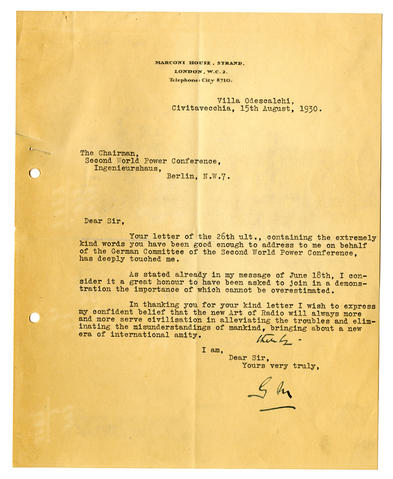 MARCONI HOUSE, STRAND,
LONDON, W.C.2.
Telephone: City 8710.
Villa Odescalchi,
Civitavecchia, 15th August, 1930.
The Chairman,
Second World Power Conference,
Ingenieurshaus,
Berlin, N.W.7.
Dear Sir,
Your letter of the 26th ult., containing the extremely
kind words you have been good enough to address to me on behalf
of the German Committee of the Second World Power Conference,
has deeply touched me.
As stated already in my message of June 18th, I con-
sider it a great honour to have been asked to join in a demons-
tration the importance of which cannot be overestimated.
In thanking you for your kind letter I wish to express
my confident belief that the new Art of Radio will always more
and more serve civilisation in alleviating the troubles and elim-
inating the misunderstandings of mankind, bringing about a new
era of international amity.
I am,
Dear Sir,
Yours very truly,
G M